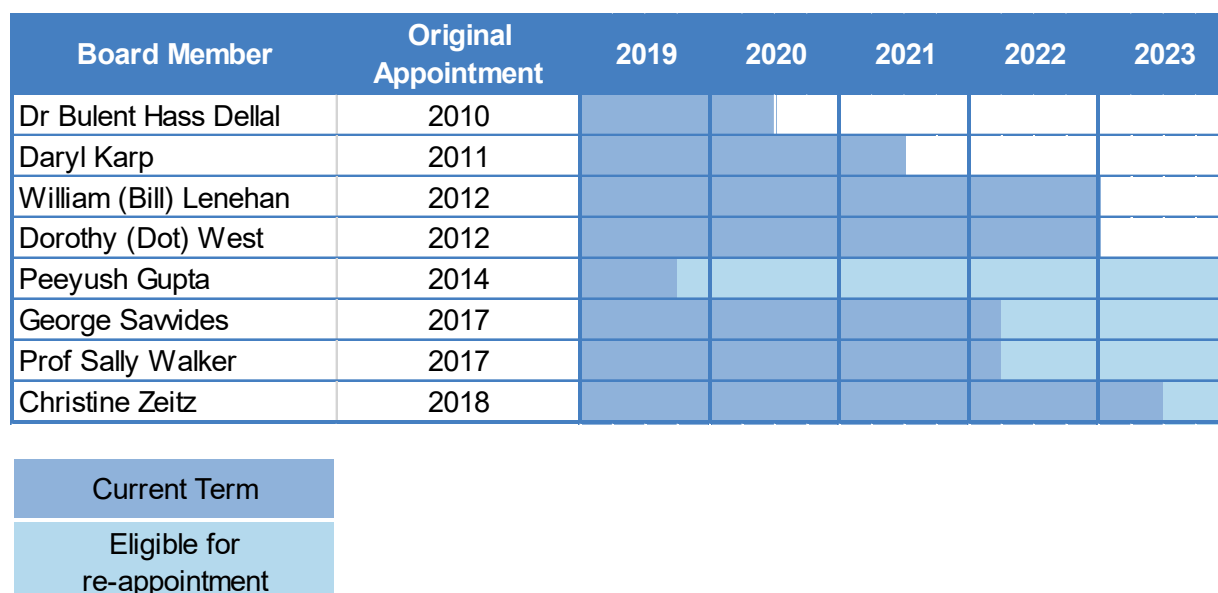 Board Member Original Appointment 2019 2020 2021 2022 2023
Dr Bulent Hass Dellal 2010
Daryl Karp 2011
William (Bill) Lenehan 2012
Dorothy (Dot) West 2012
Peeyush Gupta 2014
George Savvides 2017
Prof Sally Walker 2017
Christine Zeitz 2018
Current Term
Eligible for
re-appointment